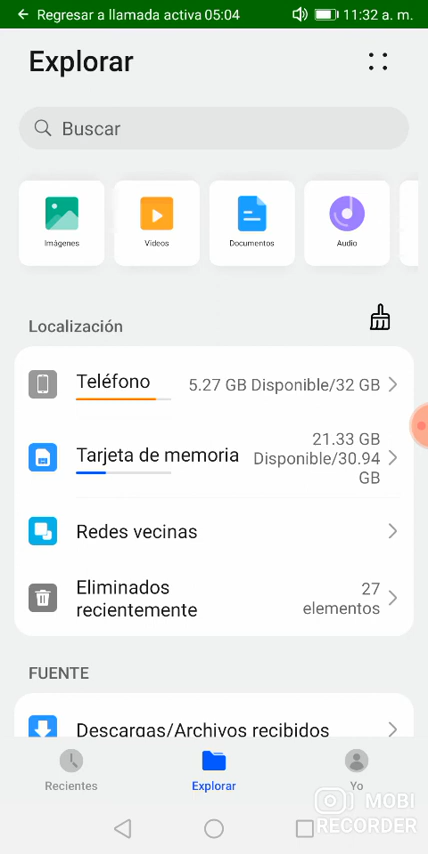 Regresar a llamada activa 05:04 11:32 a. m.
Explorar
Buscar
Imágenes Videos Documentos Audio
Localización
Teléfono 5.27 GB Disponible/32 GB
Tarjeta de memoria 21.33 GB
Disponible/30.94
GB
Redes vecinas
Eliminados
recientemente
27
elementos
FUENTE
Descargas/Archivos recibidos
Recientes Explorar Yo
MOBI
RECORDER